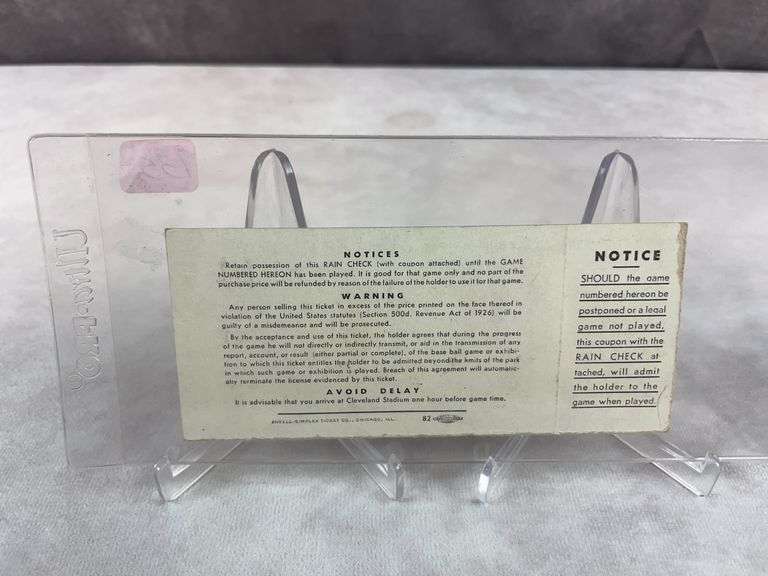 NOTICES
Retain possession of this RAIN CHECK (with coupon attached) until the GAME
NUMBERED HEREON has been played. It is good for that game only and no part of the
purchase price will be refunded by reason of the failure of the holder to use it for that game.
WARNING
Any person selling this ticket in excess of the price printed on the face thereof in
violation of the United States statutes (Section 500d. Revenue Act of 1926) will be
guilty of a misdemeanor and will be prosecuted.
By the acceptance and use of this ticket, the holder agrees that during the progress
of the game he will not directly or indirectly transmit, or aid in the transmission of any
report, account, or result (either partial or complete), of the base ball game or exhibi-
tion to which this ticket entitles the holder to be admitted beyond the limits of the park
in which such game or exhibition is played. Breach of this agreement will automatic-
ally terminate the license evidenced by this ticket.
AVOID DELAY
It is advisable that you arrive at Cleveland Stadium one hour before game time.
SIMPLEX TICKET CO., CHICAGO, ILL. 82
NOTICE
SHOULD the game
numbered hereon be
postponed or a legal
game not played,
this coupon with the
RAIN CHECK at-
tached, will admit
the holder to the
game when played.